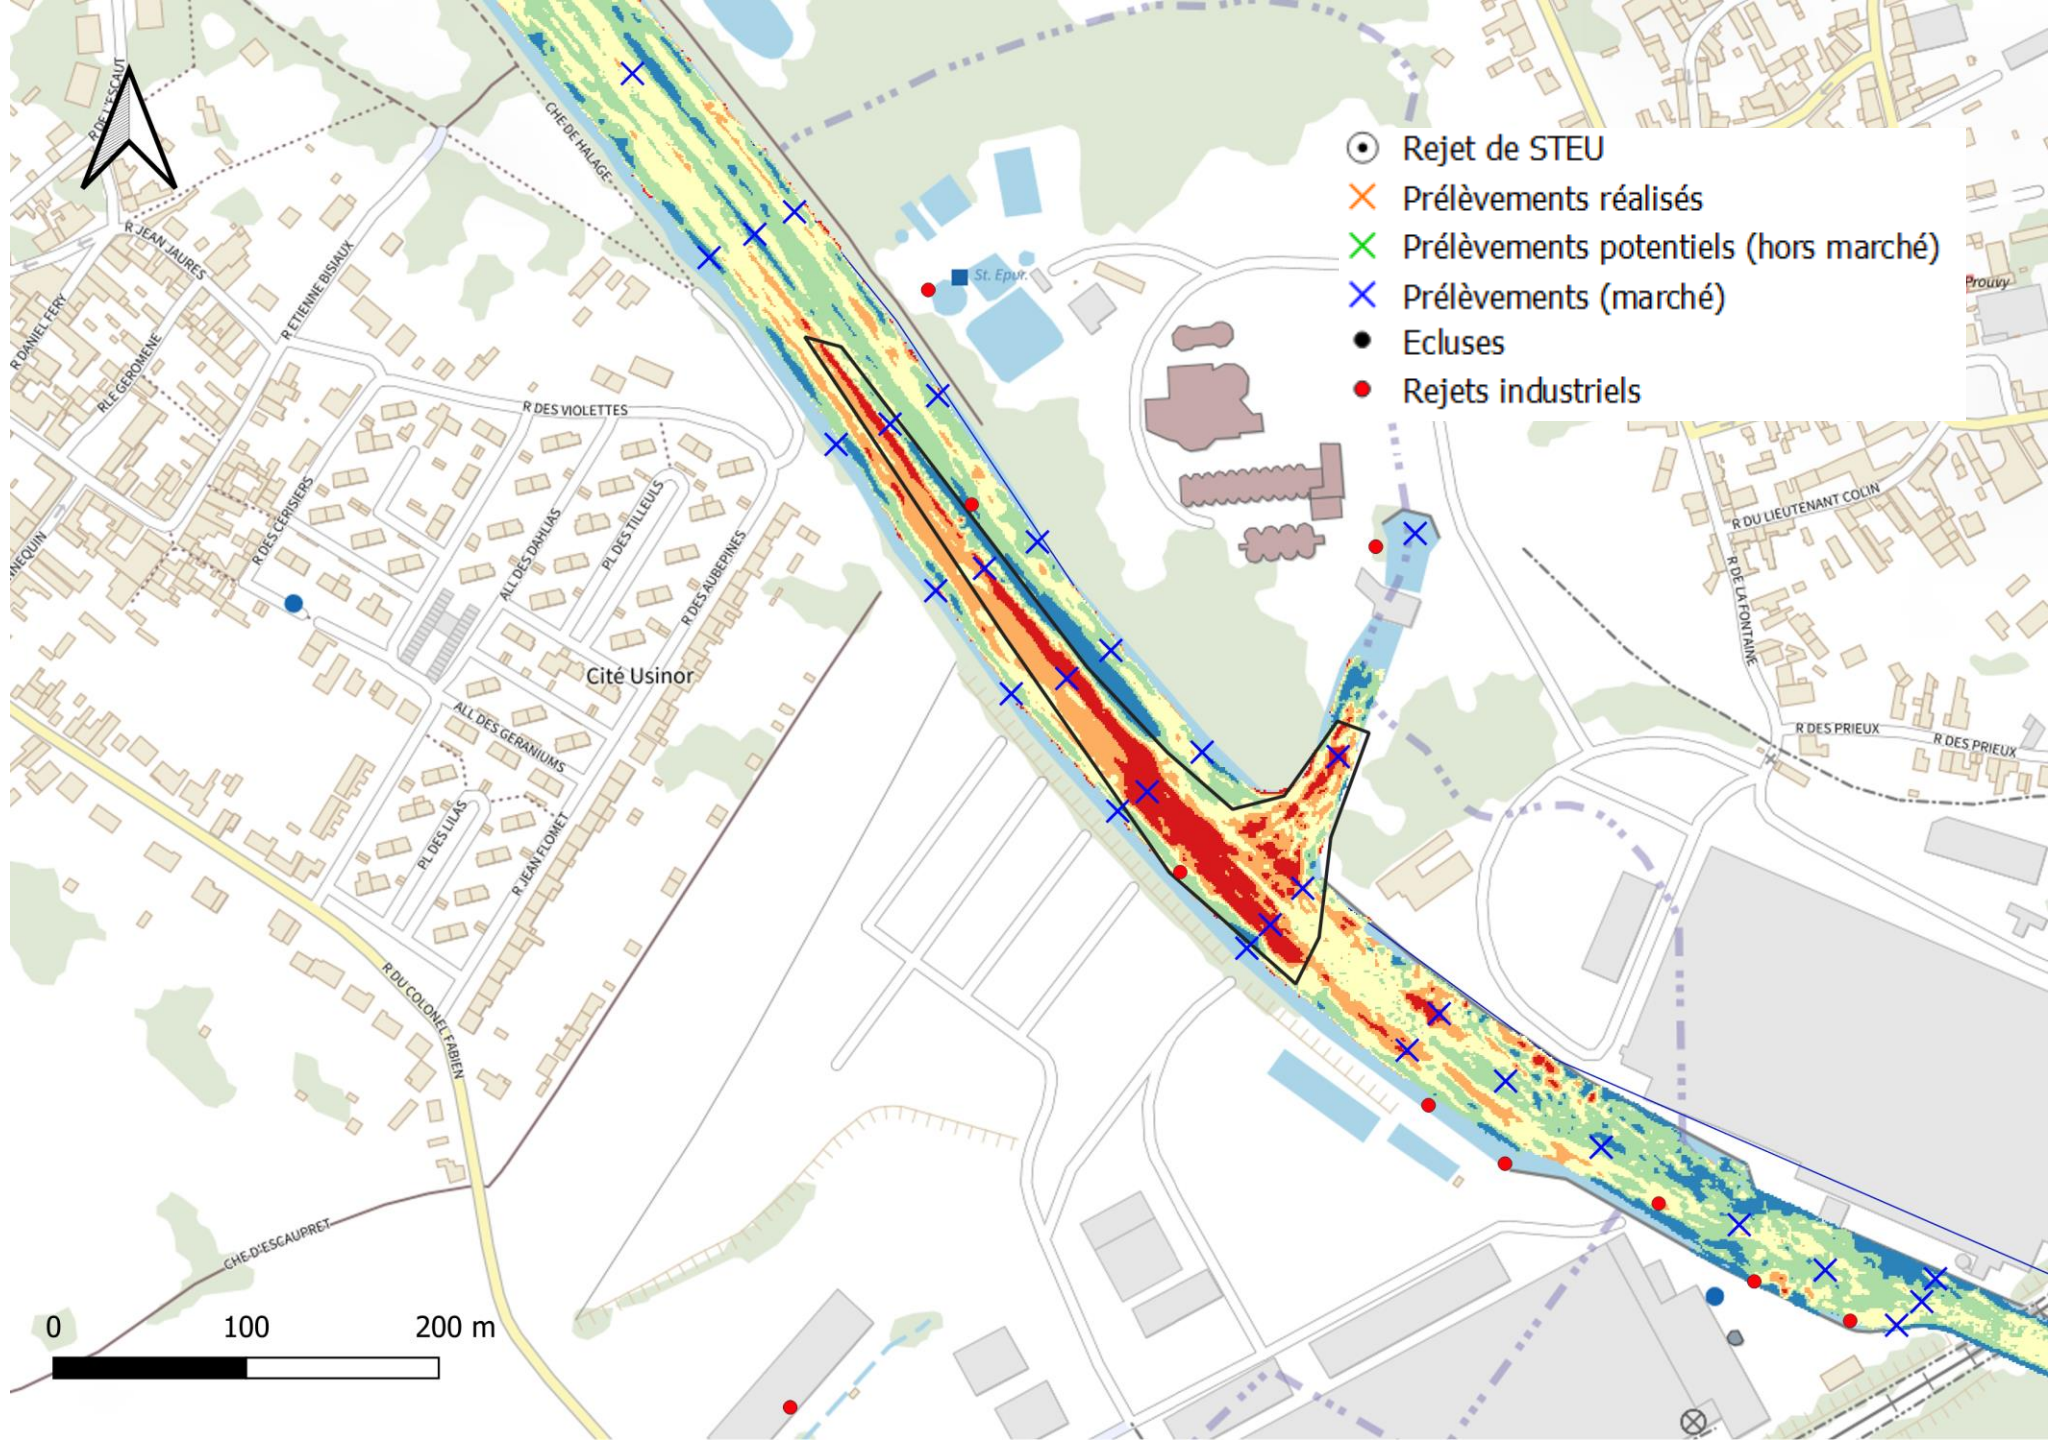 R DE L'ESCAUT
CHE DE HALAGE
R JEAN JAURES
R ETIENNE BISIAUX
R DANIEL FERY
RLE GEROMENE
St. Epur.
Rejet de STEU
Prélèvements réalisés
Prélèvements potentiels (hors marché)
Prélèvements (marché)
Ecluses
Rejets industriels
Prouvy
R DES VIOLETTES
R DES CERISIERS
ALL DES DAHLIAS
PL DES TILLEULS
R DES AUBEPINES
R DU LIEUTENANT COLIN
R DE LA FONTAINE
Cité Usinor
ALL DES GERANIUMS
R DES PRIEUX
R DES PRIEUX
PL DES LILAS
R JEAN FLOMET
R DU COLONEL FABIEN
CHE D'ESCAUPRET
0 100 200 m